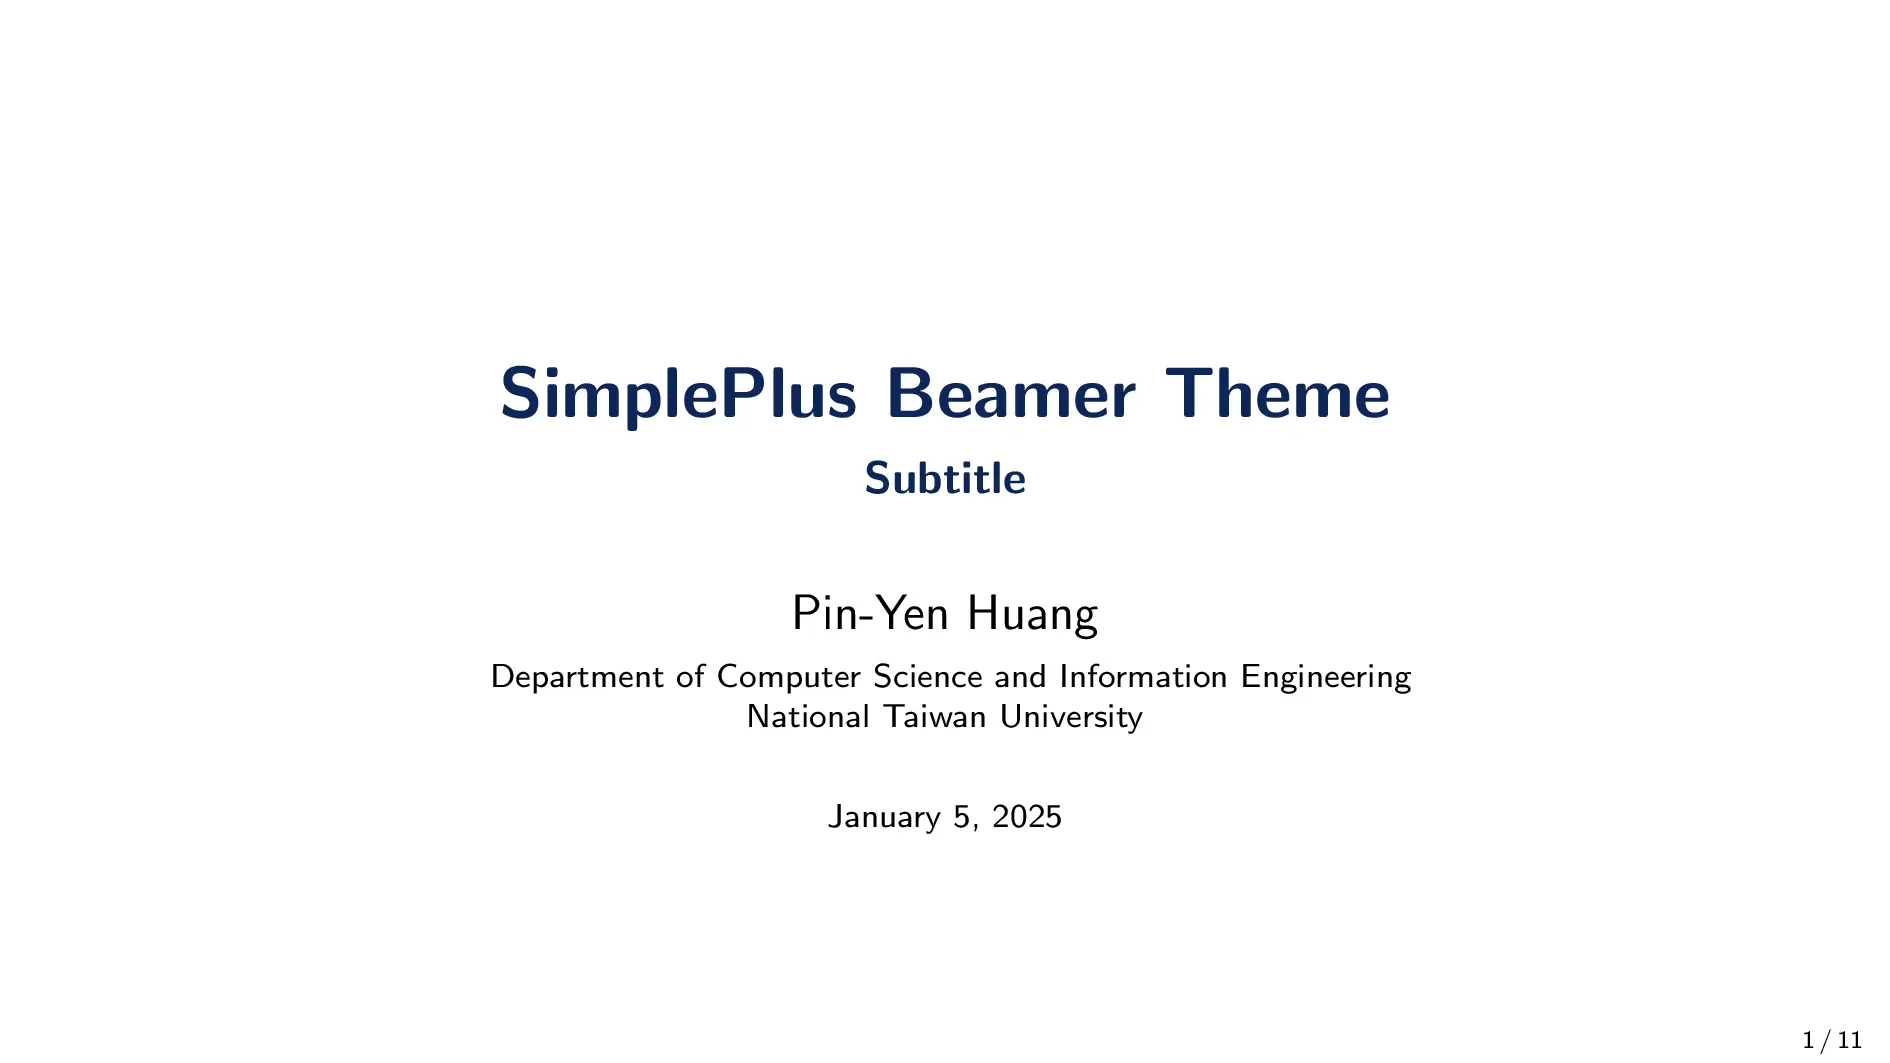 SimplePlus Beamer Theme
Subtitle
Pin-Yen Huang
Department of Computer Science and Information Engineering
National Taiwan University
January 5, 2025
1 / 11